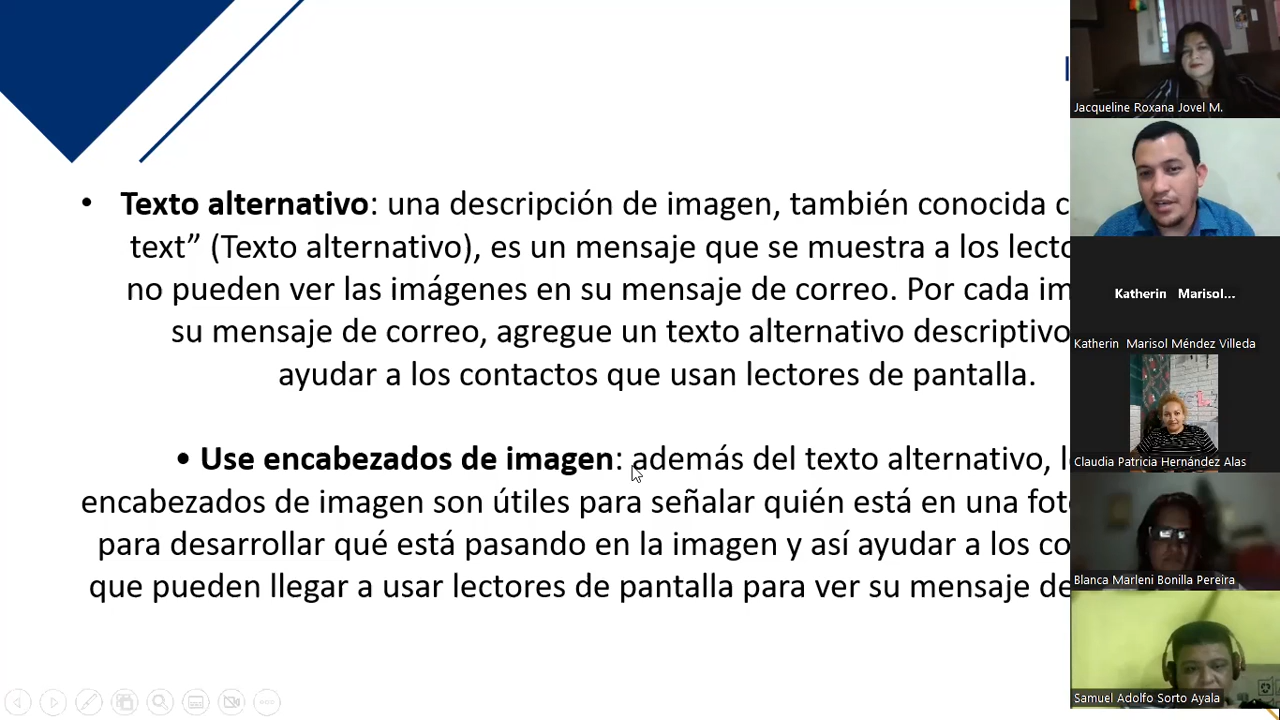 • Texto alternativo: una descripción de imagen, también conocida c
text” (Texto alternativo), es un mensaje que se muestra a los lecto
no pueden ver las imágenes en su mensaje de correo. Por cada im
su mensaje de correo, agregue un texto alternativo descriptivo
ayudar a los contactos que usan lectores de pantalla.
• Use encabezados de imagen: además del texto alternativo, l
encabezados de imagen son útiles para señalar quién está en una foto
para desarrollar qué está pasando en la imagen y así ayudar a los co
que pueden llegar a usar lectores de pantalla para ver su mensaje de
Jacqueline Roxana Jovel M.
Katherin Marisol...
Katherin Marisol Méndez Villeda
Claudia Patricia Hernández Alas
Blanca Marleni Bonilla Pereira
Samuel Adolfo Sorto Ayala